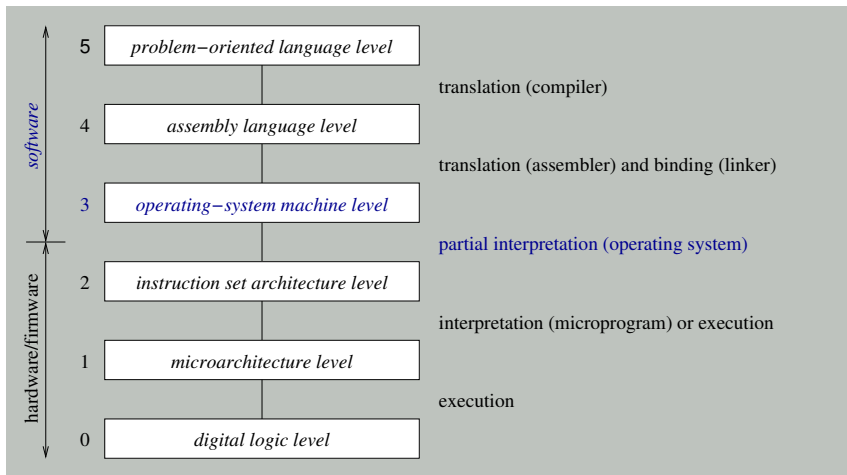 5 problem−oriented language level
translation (compiler)
4 assembly language level
translation (assembler) and binding (linker)
3 operating−system machine level
partial interpretation (operating system)
2 instruction set architecture level
interpretation (microprogram) or execution
1 microarchitecture level
execution
0 digital logic level
software
hardware/firmware